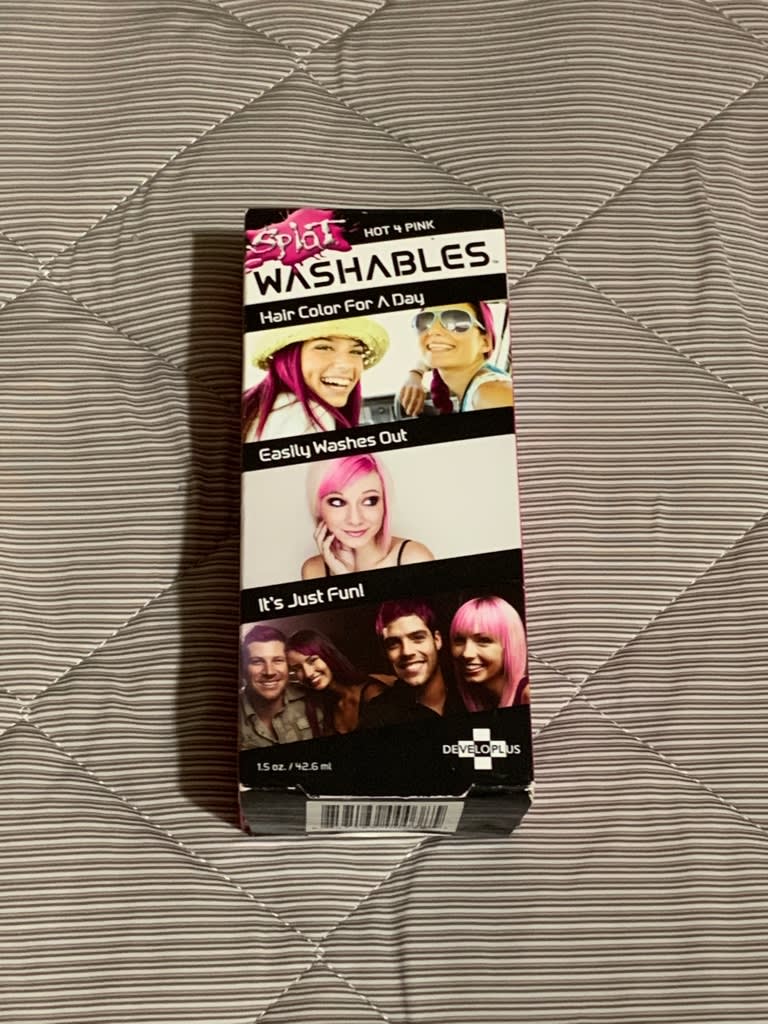 Splat HOT 4 PINK
WASHABLES™
Hair Color For A Day
Easily Washes Out
It's Just Fun!
DEVELOPLUS
1.5 oz. / 42.6 ml